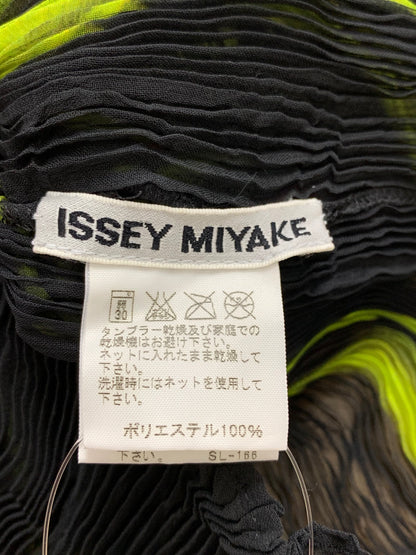 ISSEY MIYAKE
30
タンブラー乾燥及び家庭での
乾燥機はお避け下さい。
ネットに入れたまま乾燥して
下さい。
洗濯時にはネットを使用して
下さい。
ポリエステル100%
下さい。 SL-166